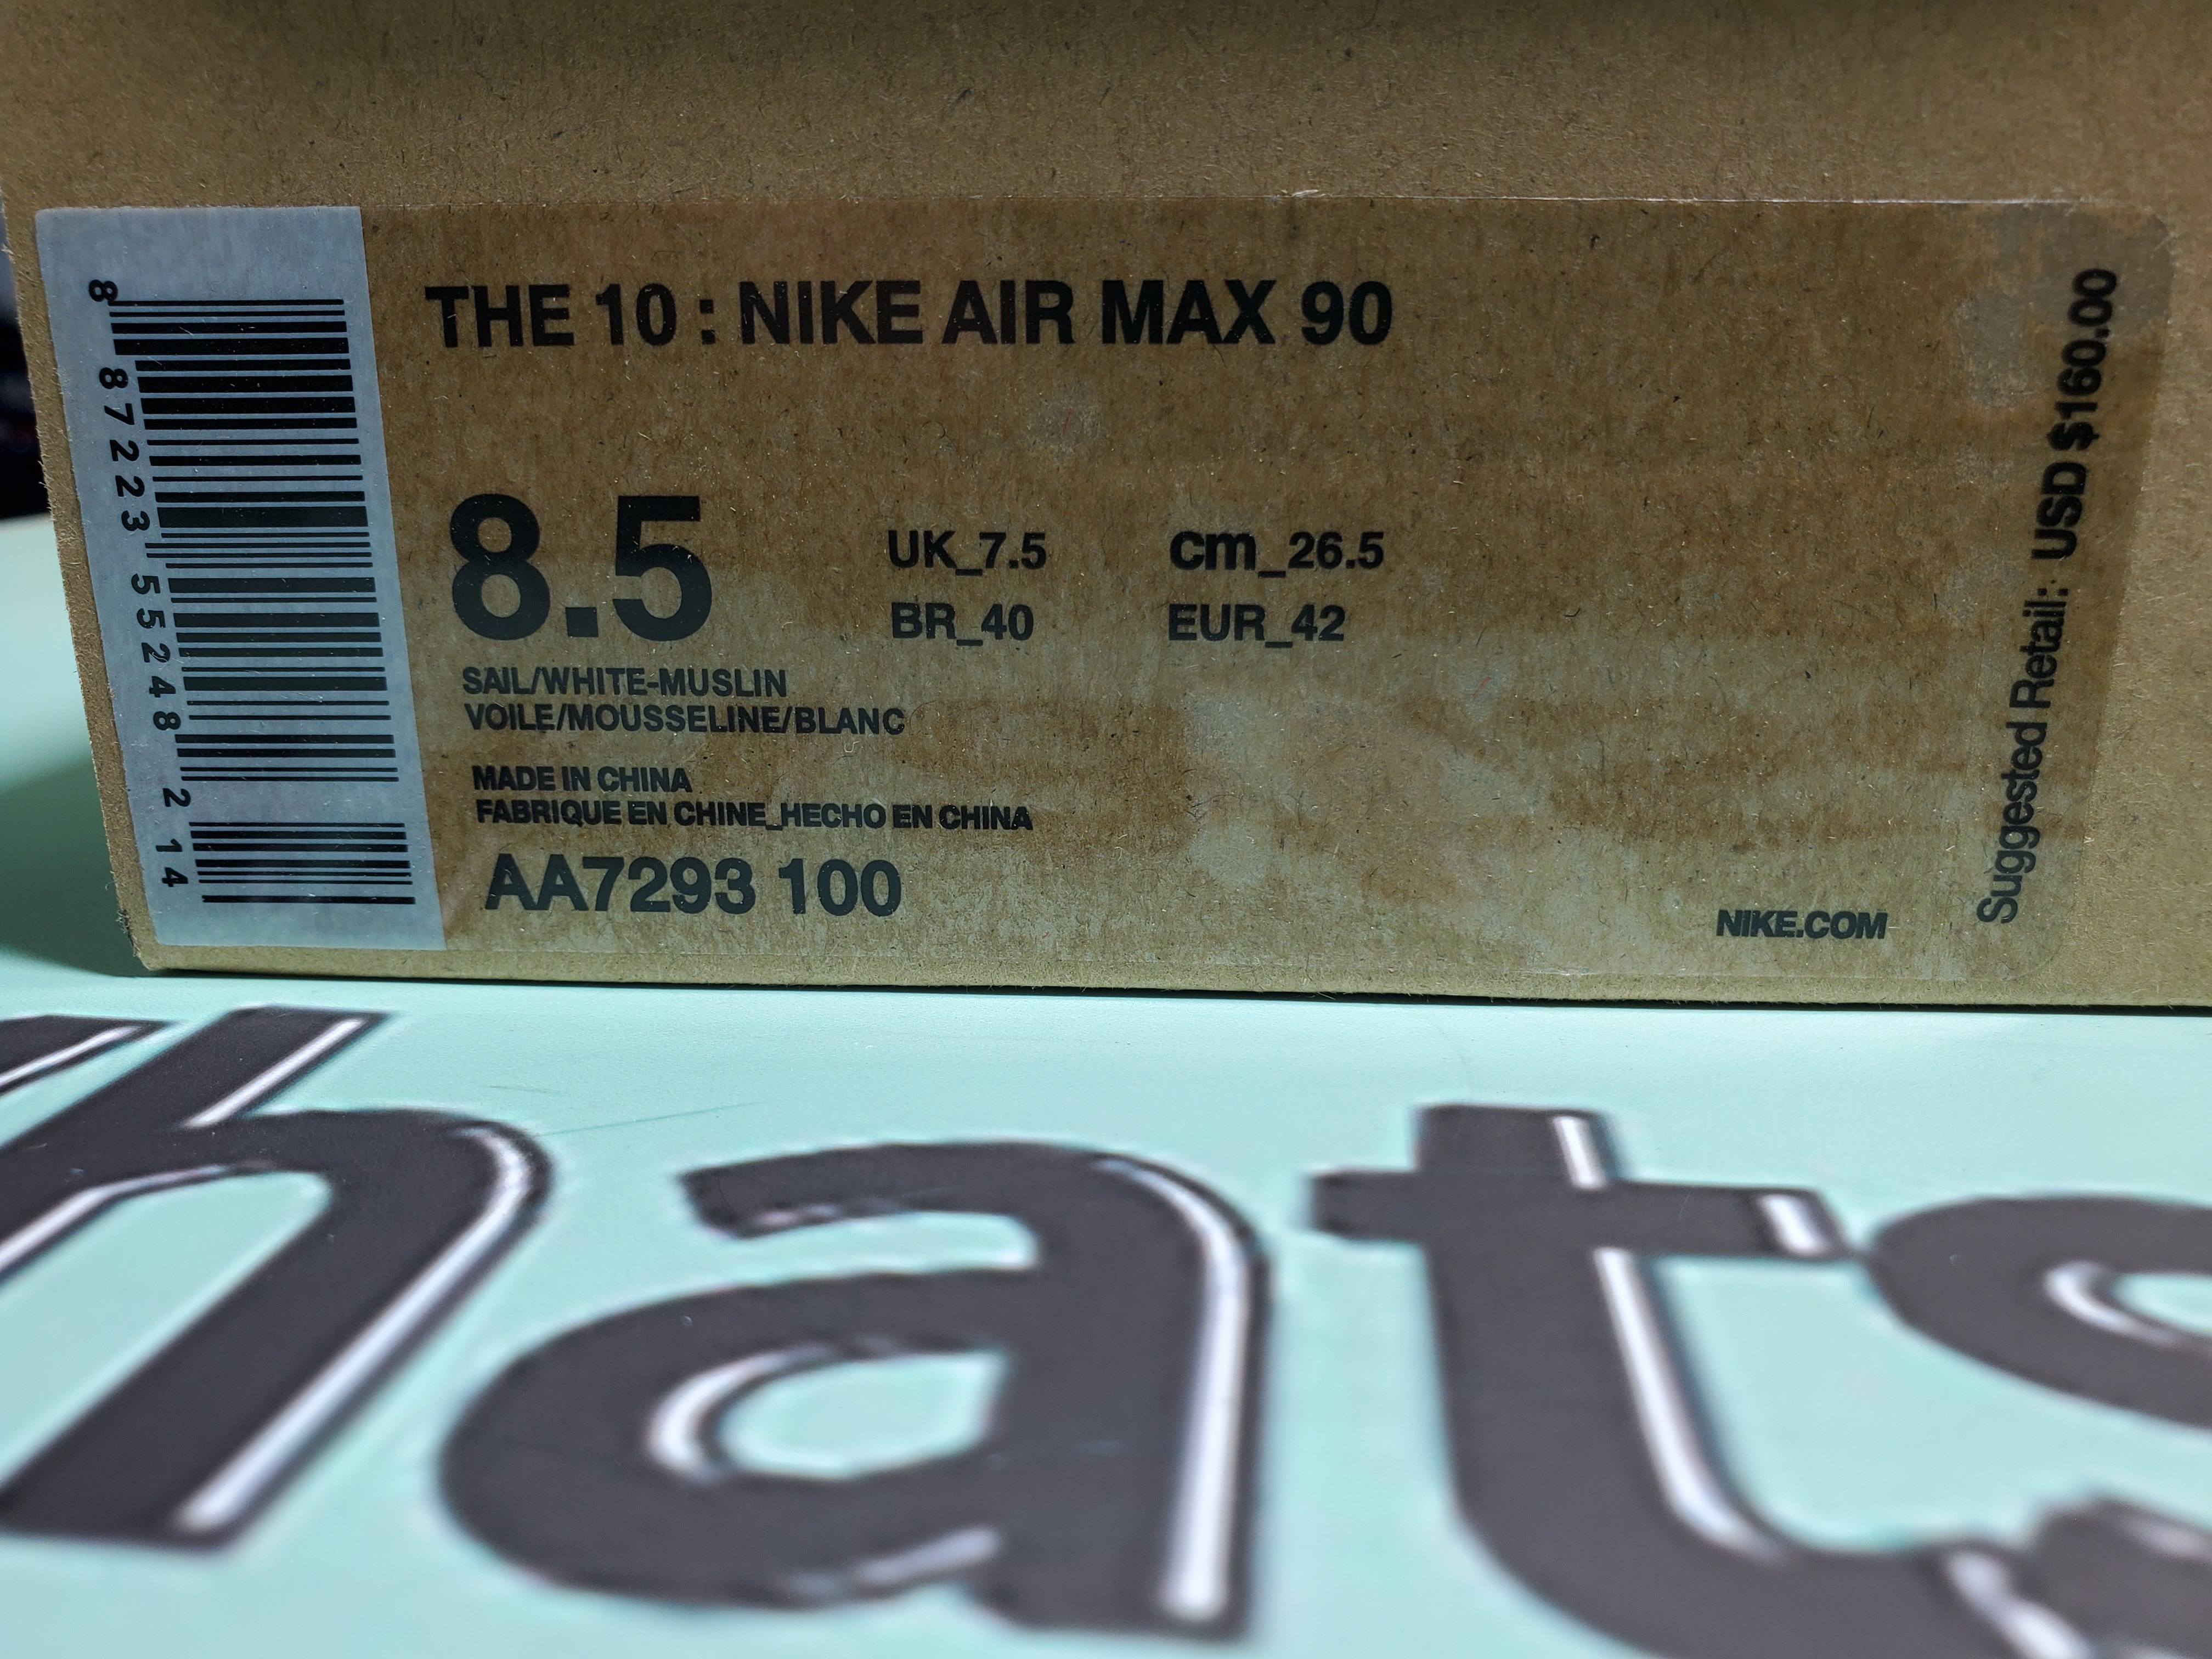 THE 10 : NIKE AIR MAX 90
8.5
UK_7.5 cm_26.5
BR_40 EUR_42
SAIL/WHITE-MUSLIN
VOILE/MOUSSELINE/BLANC
MADE IN CHINA
FABRIQUE EN CHINE_HECHO EN CHINA
AA7293 100
NIKE.COM
Suggested Retail: USD $160.00
8 87223 55248 2 14
hats